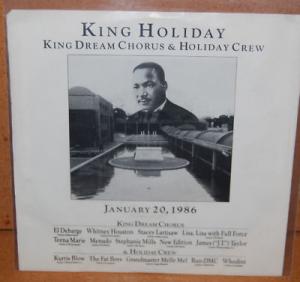 KING HOLIDAY
KING DREAM CHORUS & HOLIDAY CREW
JANUARY 20, 1986
KING DREAM CHORUS
El Debarge Whitney Houston Stacey Lattisaw Lisa, Lisa with Full Force
Teena Marie Menudo Stephanie Mills New Edition James "J.T." Taylor
& HOLIDAY CREW
Kurtis Blow The Fat Boys Grandmaster Melle Mel Run-DMC Whodini